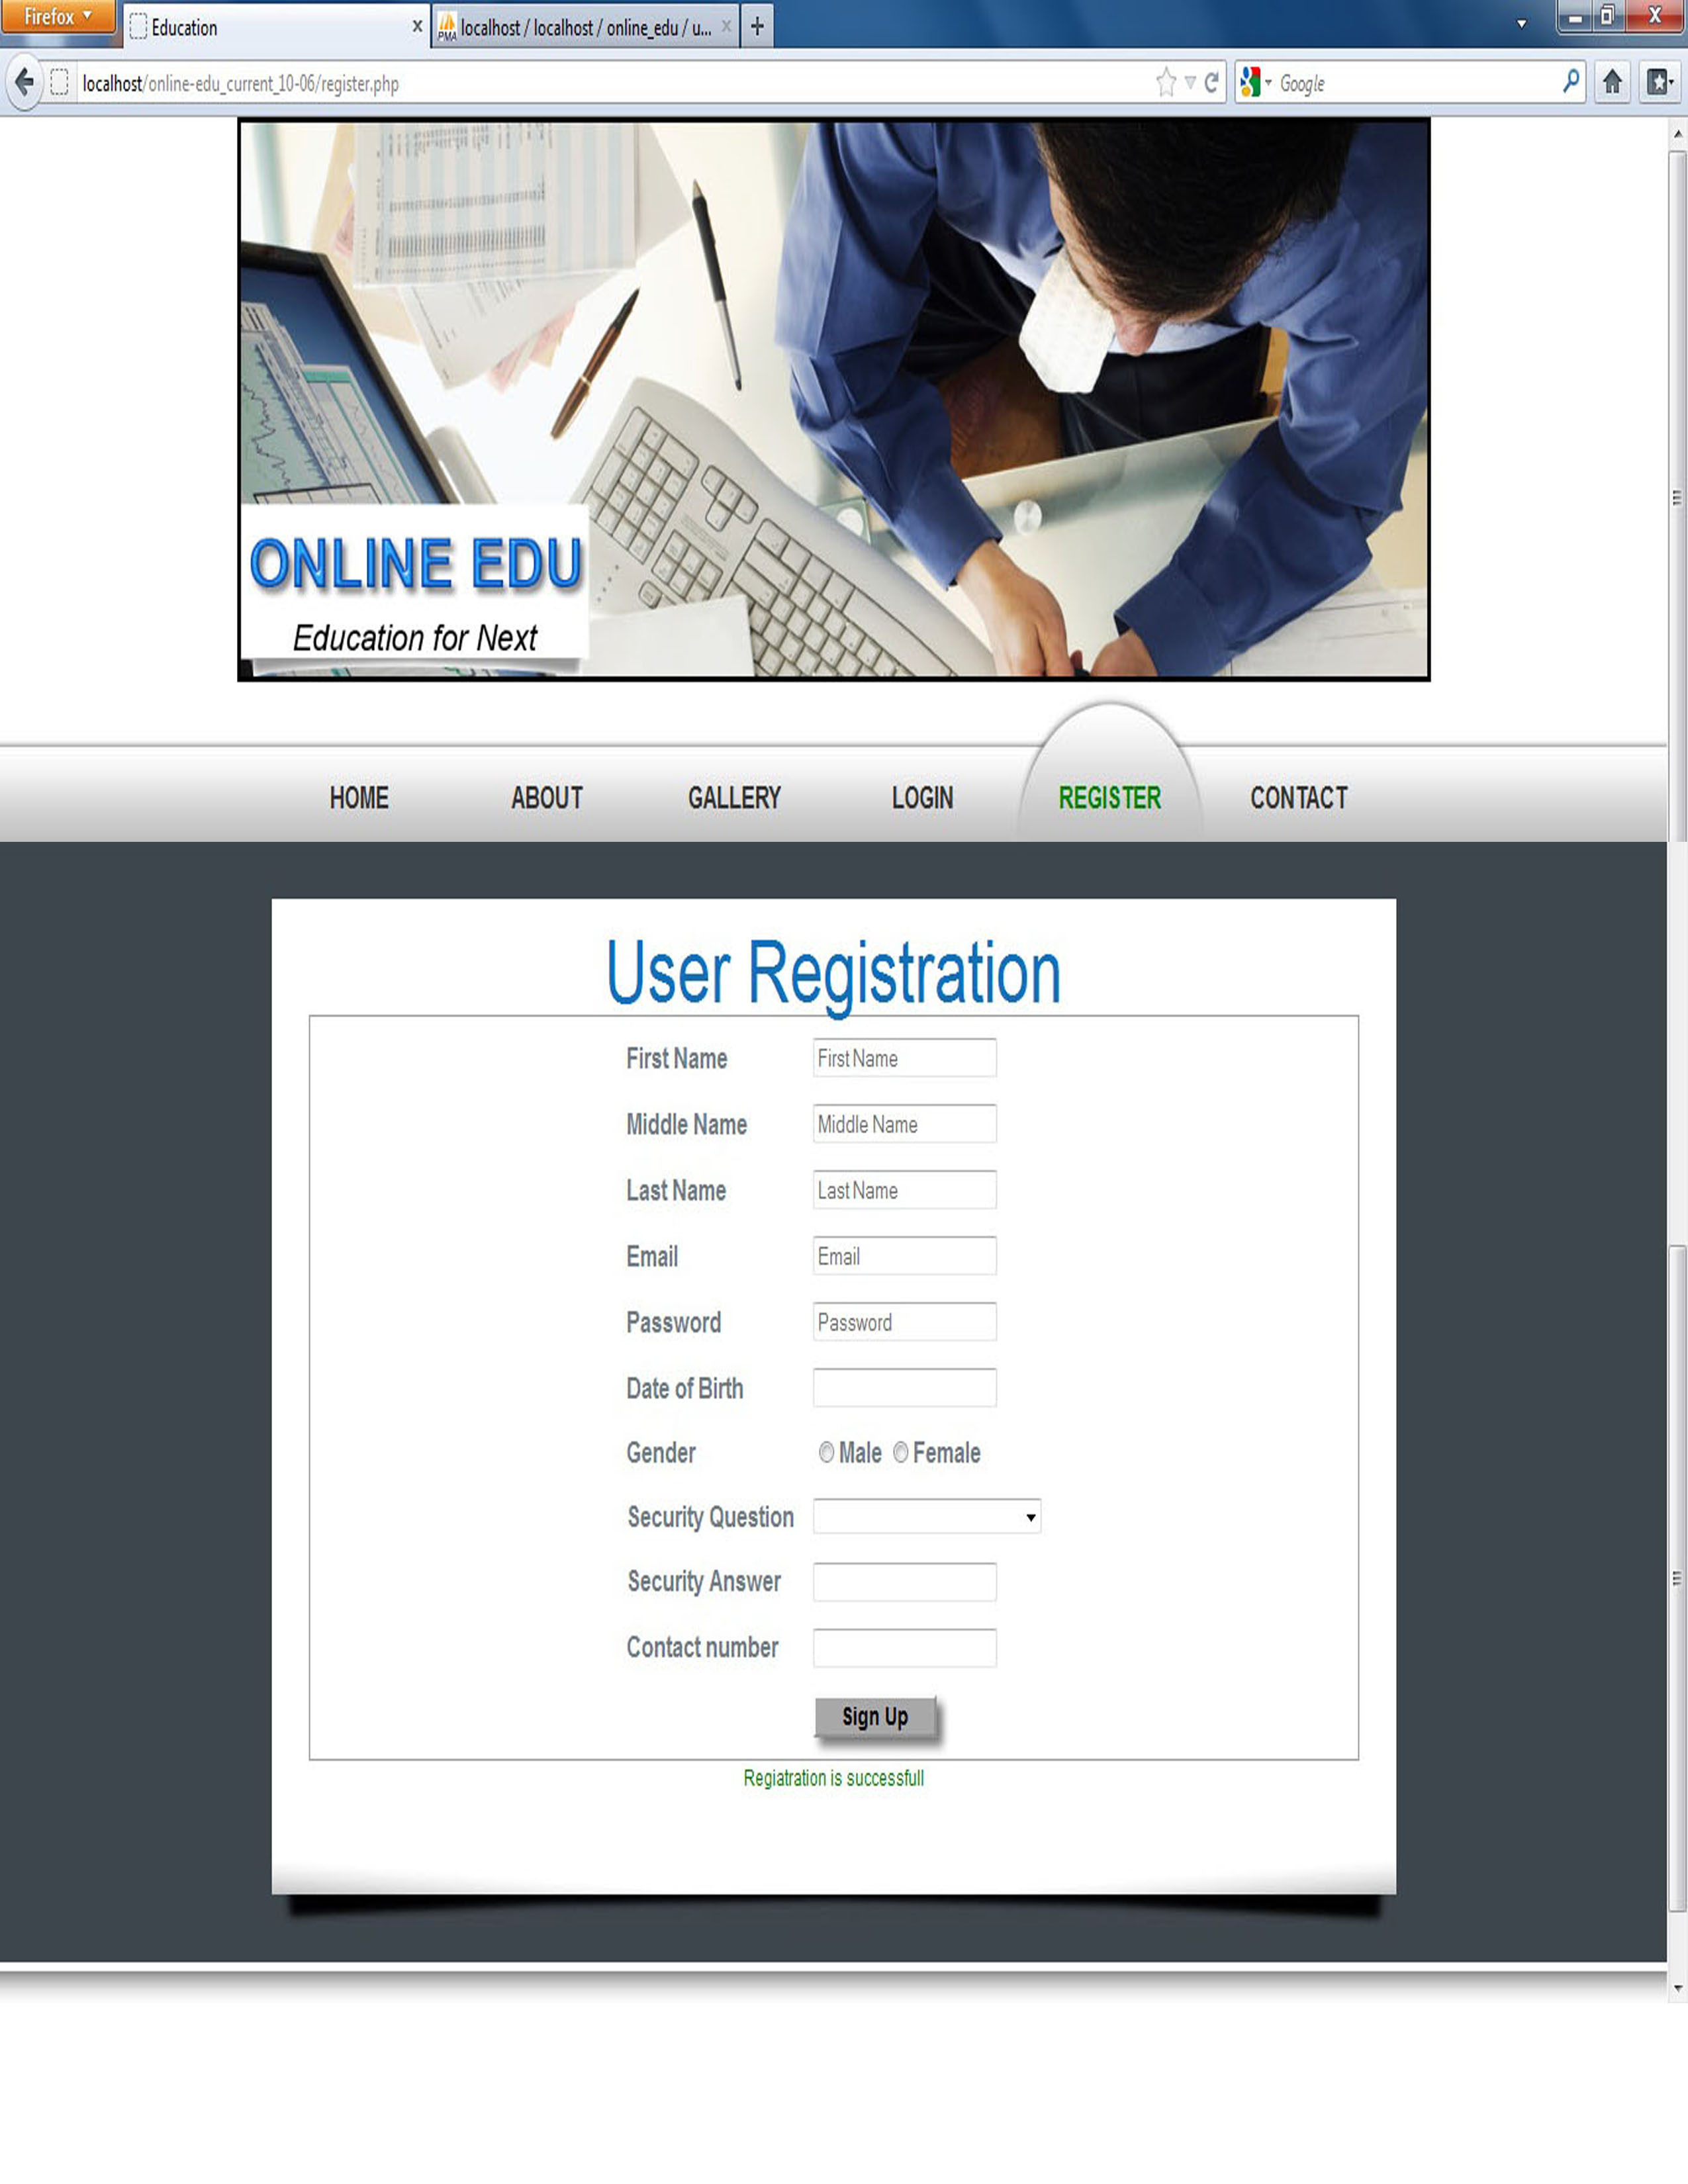 Firefox
Education
localhost / localhost / online_edu / u...
localhost/online-edu_current_10-06/register.php
Google
ONLINE EDU
Education for Next
HOME ABOUT GALLERY LOGIN REGISTER CONTACT
User Registration
First Name First Name
Middle Name Middle Name
Last Name Last Name
Email Email
Password Password
Date of Birth
Gender Male Female
Security Question
Security Answer
Contact number
Sign Up
Regiatration is successfull